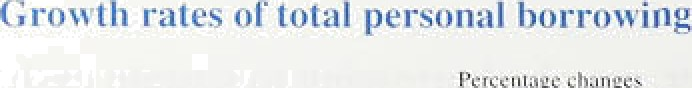 Growth rates of total personal borrowing
Percentage changes